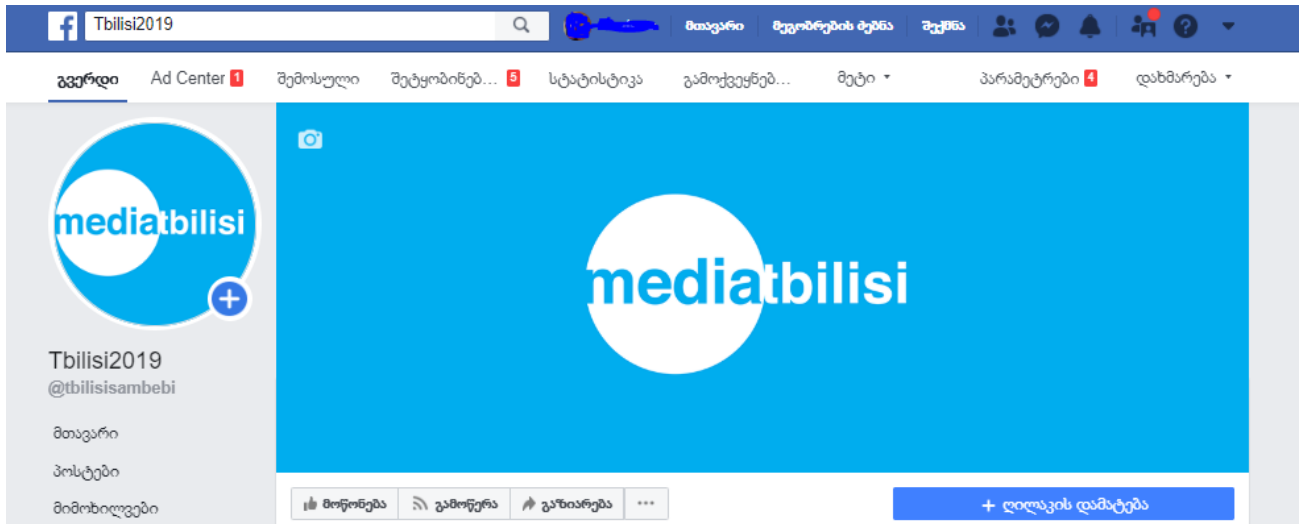 Tbilisi2019 მთავარი მეგობრების ძებნა შექმნა
გვერდი Ad Center 1 შემოსული შეტყობინებ... 5 სტატისტიკა გამოქვეყნებ... მეტი პარამეტრები 4 დახმარება
mediatbilisi
mediatbilisi
Tbilisi2019
@tbilisisambebi
მთავარი
პოსტები
მიმოხილვები
მოწონება გამოწერა გაზიარება ... + ღილაკის დამატება